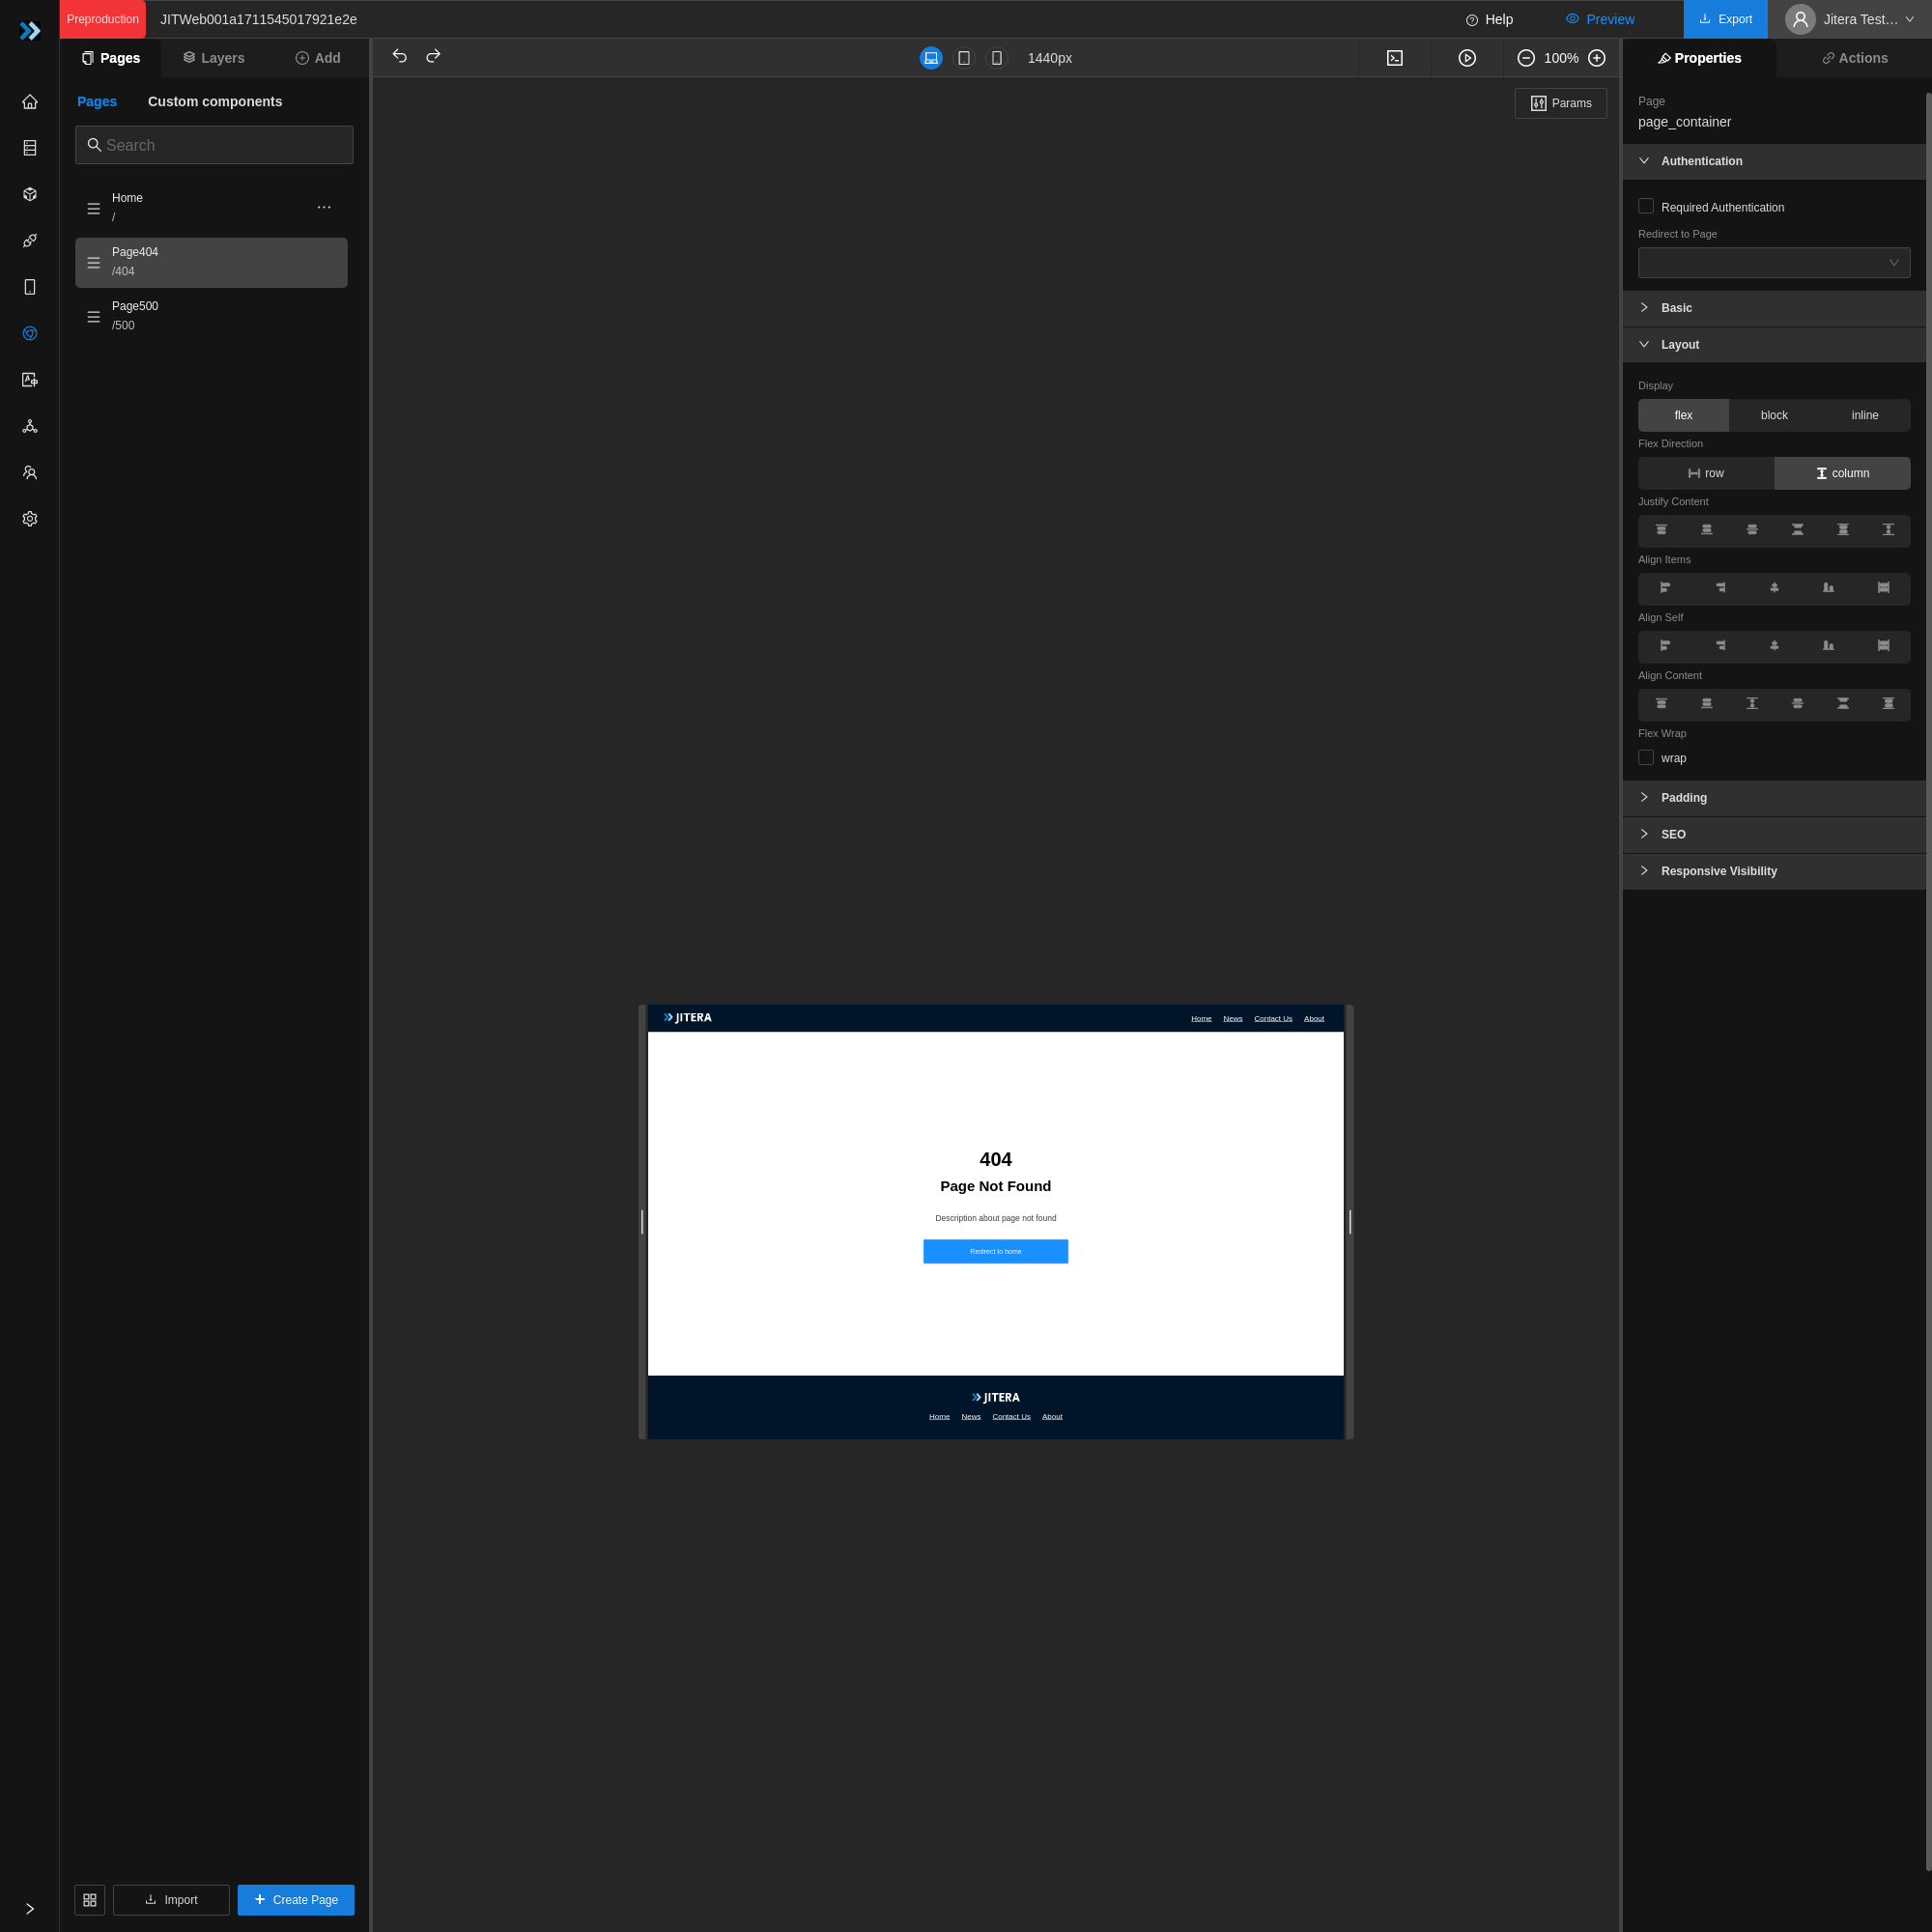 Preproduction
JITWeb001a1711545017921e2e
Help
Preview
Export
Jitera Test...
Pages
Layers
Add
1440px
100%
Properties
Actions
Pages
Custom components
Search
Home
/
Page404
/404
Page500
/500
Import
Create Page
Params
JITERA
Home News Contact Us About
404
Page Not Found
Description about page not found
Redirect to home
JITERA
Home News Contact Us About
Page
page_container
Authentication
Required Authentication
Redirect to Page
Basic
Layout
Display
flex block inline
Flex Direction
row column
Justify Content
Align Items
Align Self
Align Content
Flex Wrap
wrap
Padding
SEO
Responsive Visibility